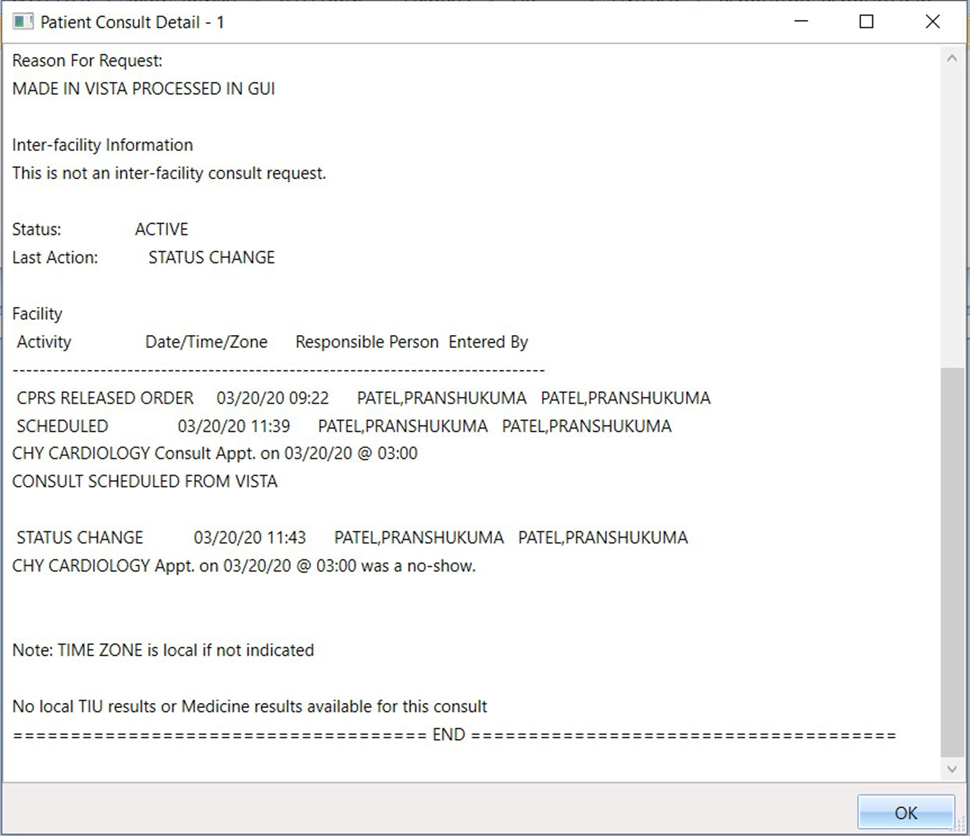 Patient Consult Detail - 1
Reason For Request:
MADE IN VISTA PROCESSED IN GUI
Inter-facility Information
This is not an inter-facility consult request.
Status: ACTIVE
Last Action: STATUS CHANGE
Facility
Activity Date/Time/Zone Responsible Person Entered By
-------------------------------------------------------------------------------
CPRS RELEASED ORDER 03/20/20 09:22 PATEL,PRANSHUKUMA PATEL,PRANSHUKUMA
SCHEDULED 03/20/20 11:39 PATEL,PRANSHUKUMA PATEL,PRANSHUKUMA
CHY CARDIOLOGY Consult Appt. on 03/20/20 @ 03:00
CONSULT SCHEDULED FROM VISTA
STATUS CHANGE 03/20/20 11:43 PATEL,PRANSHUKUMA PATEL,PRANSHUKUMA
CHY CARDIOLOGY Appt. on 03/20/20 @ 03:00 was a no-show.
Note: TIME ZONE is local if not indicated
No local TIU results or Medicine results available for this consult
==================================== END =====================================
OK